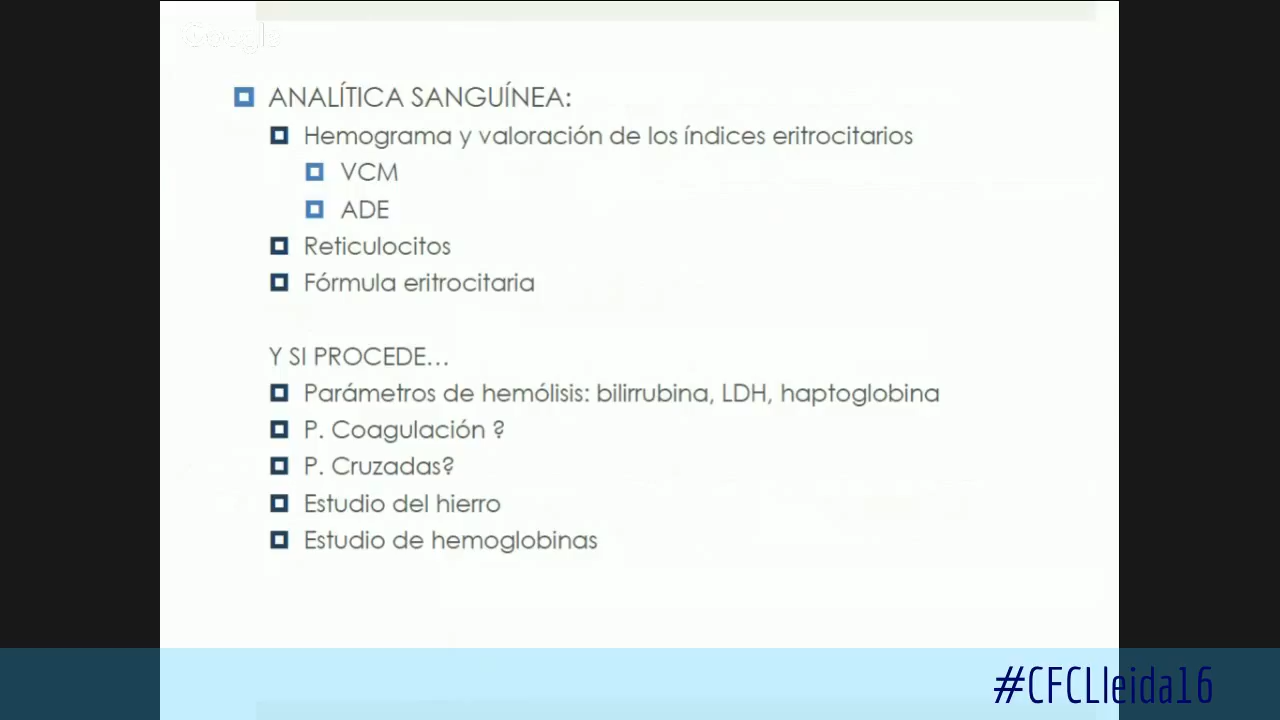 Google
ANALÍTICA SANGUÍNEA:
Hemograma y valoración de los índices eritrocitarios
VCM
ADE
Reticulocitos
Fórmula eritrocitaria
Y SI PROCEDE...
Parámetros de hemólisis: bilirrubina, LDH, haptoglobina
P. Coagulación ?
P. Cruzadas?
Estudio del hierro
Estudio de hemoglobinas
#CFCLleida16